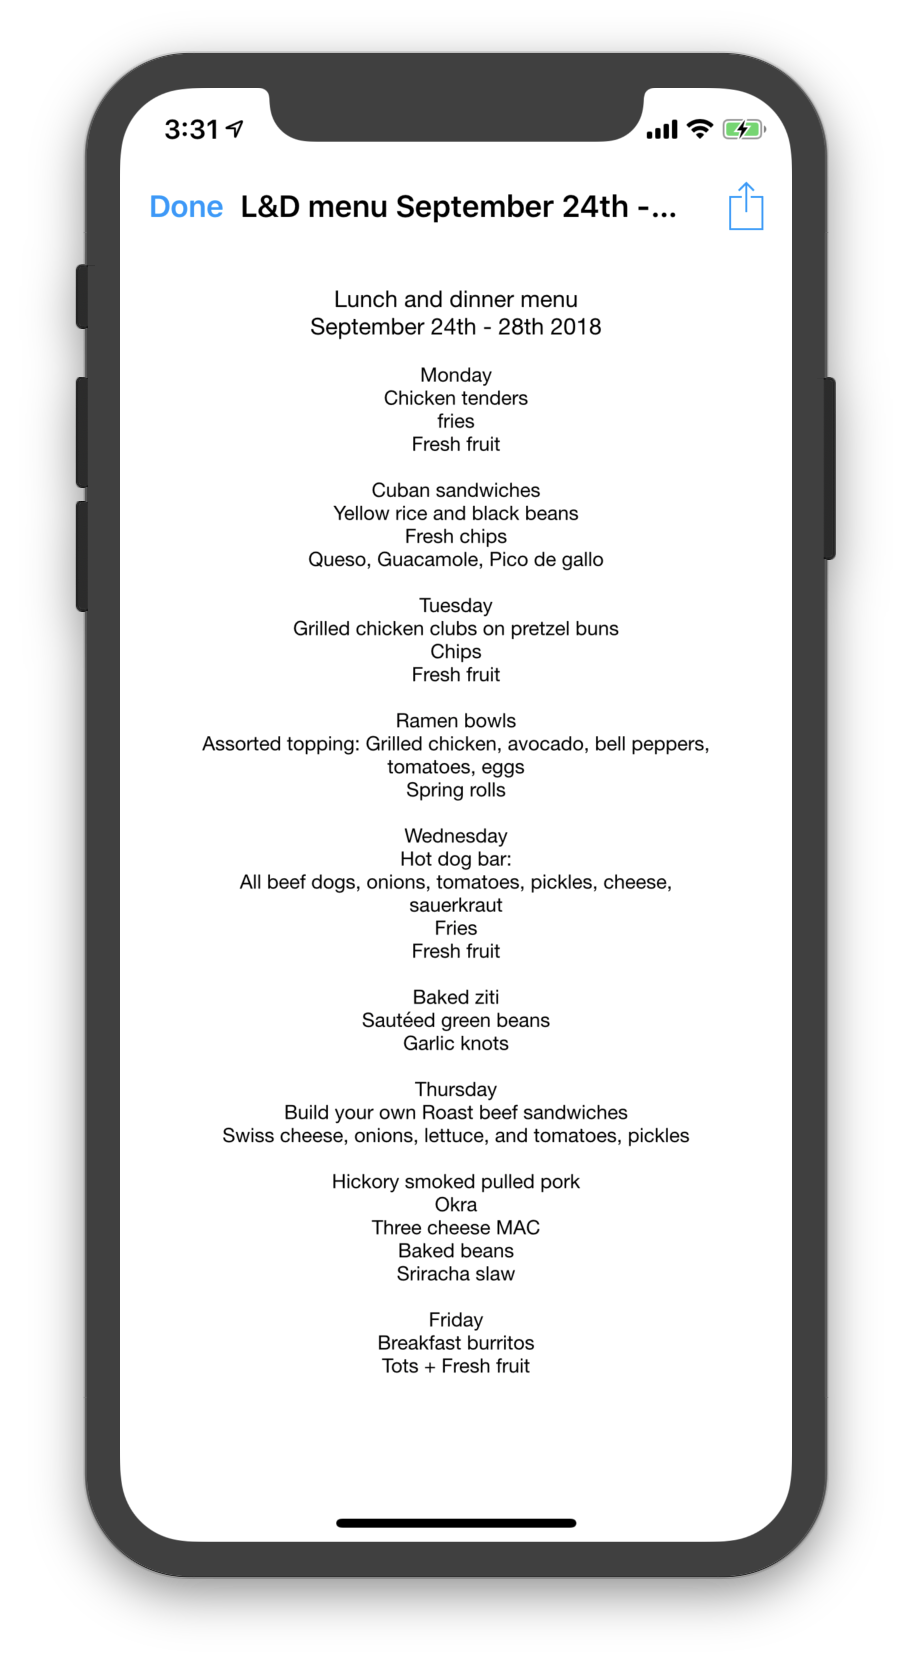 3:31
Done L&D menu September 24th -...
Lunch and dinner menu
September 24th - 28th 2018
Monday
Chicken tenders
fries
Fresh fruit
Cuban sandwiches
Yellow rice and black beans
Fresh chips
Queso, Guacamole, Pico de gallo
Tuesday
Grilled chicken clubs on pretzel buns
Chips
Fresh fruit
Ramen bowls
Assorted topping: Grilled chicken, avocado, bell peppers,
tomatoes, eggs
Spring rolls
Wednesday
Hot dog bar:
All beef dogs, onions, tomatoes, pickles, cheese,
sauerkraut
Fries
Fresh fruit
Baked ziti
Sautéed green beans
Garlic knots
Thursday
Build your own Roast beef sandwiches
Swiss cheese, onions, lettuce, and tomatoes, pickles
Hickory smoked pulled pork
Okra
Three cheese MAC
Baked beans
Sriracha slaw
Friday
Breakfast burritos
Tots + Fresh fruit